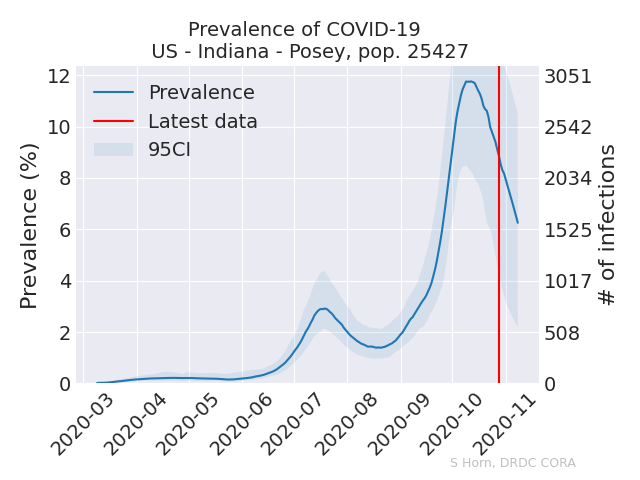 Prevalence of COVID-19
US - Indiana - Posey, pop. 25427
Prevalence
Latest data
95CI
Prevalence (%)
12
10
8
6
4
2
0
3051
2542
2034
1525
1017
508
0
# of infections
2020-03
2020-04
2020-05
2020-06
2020-07
2020-08
2020-09
2020-10
2020-11
S Horn, DRDC CORA